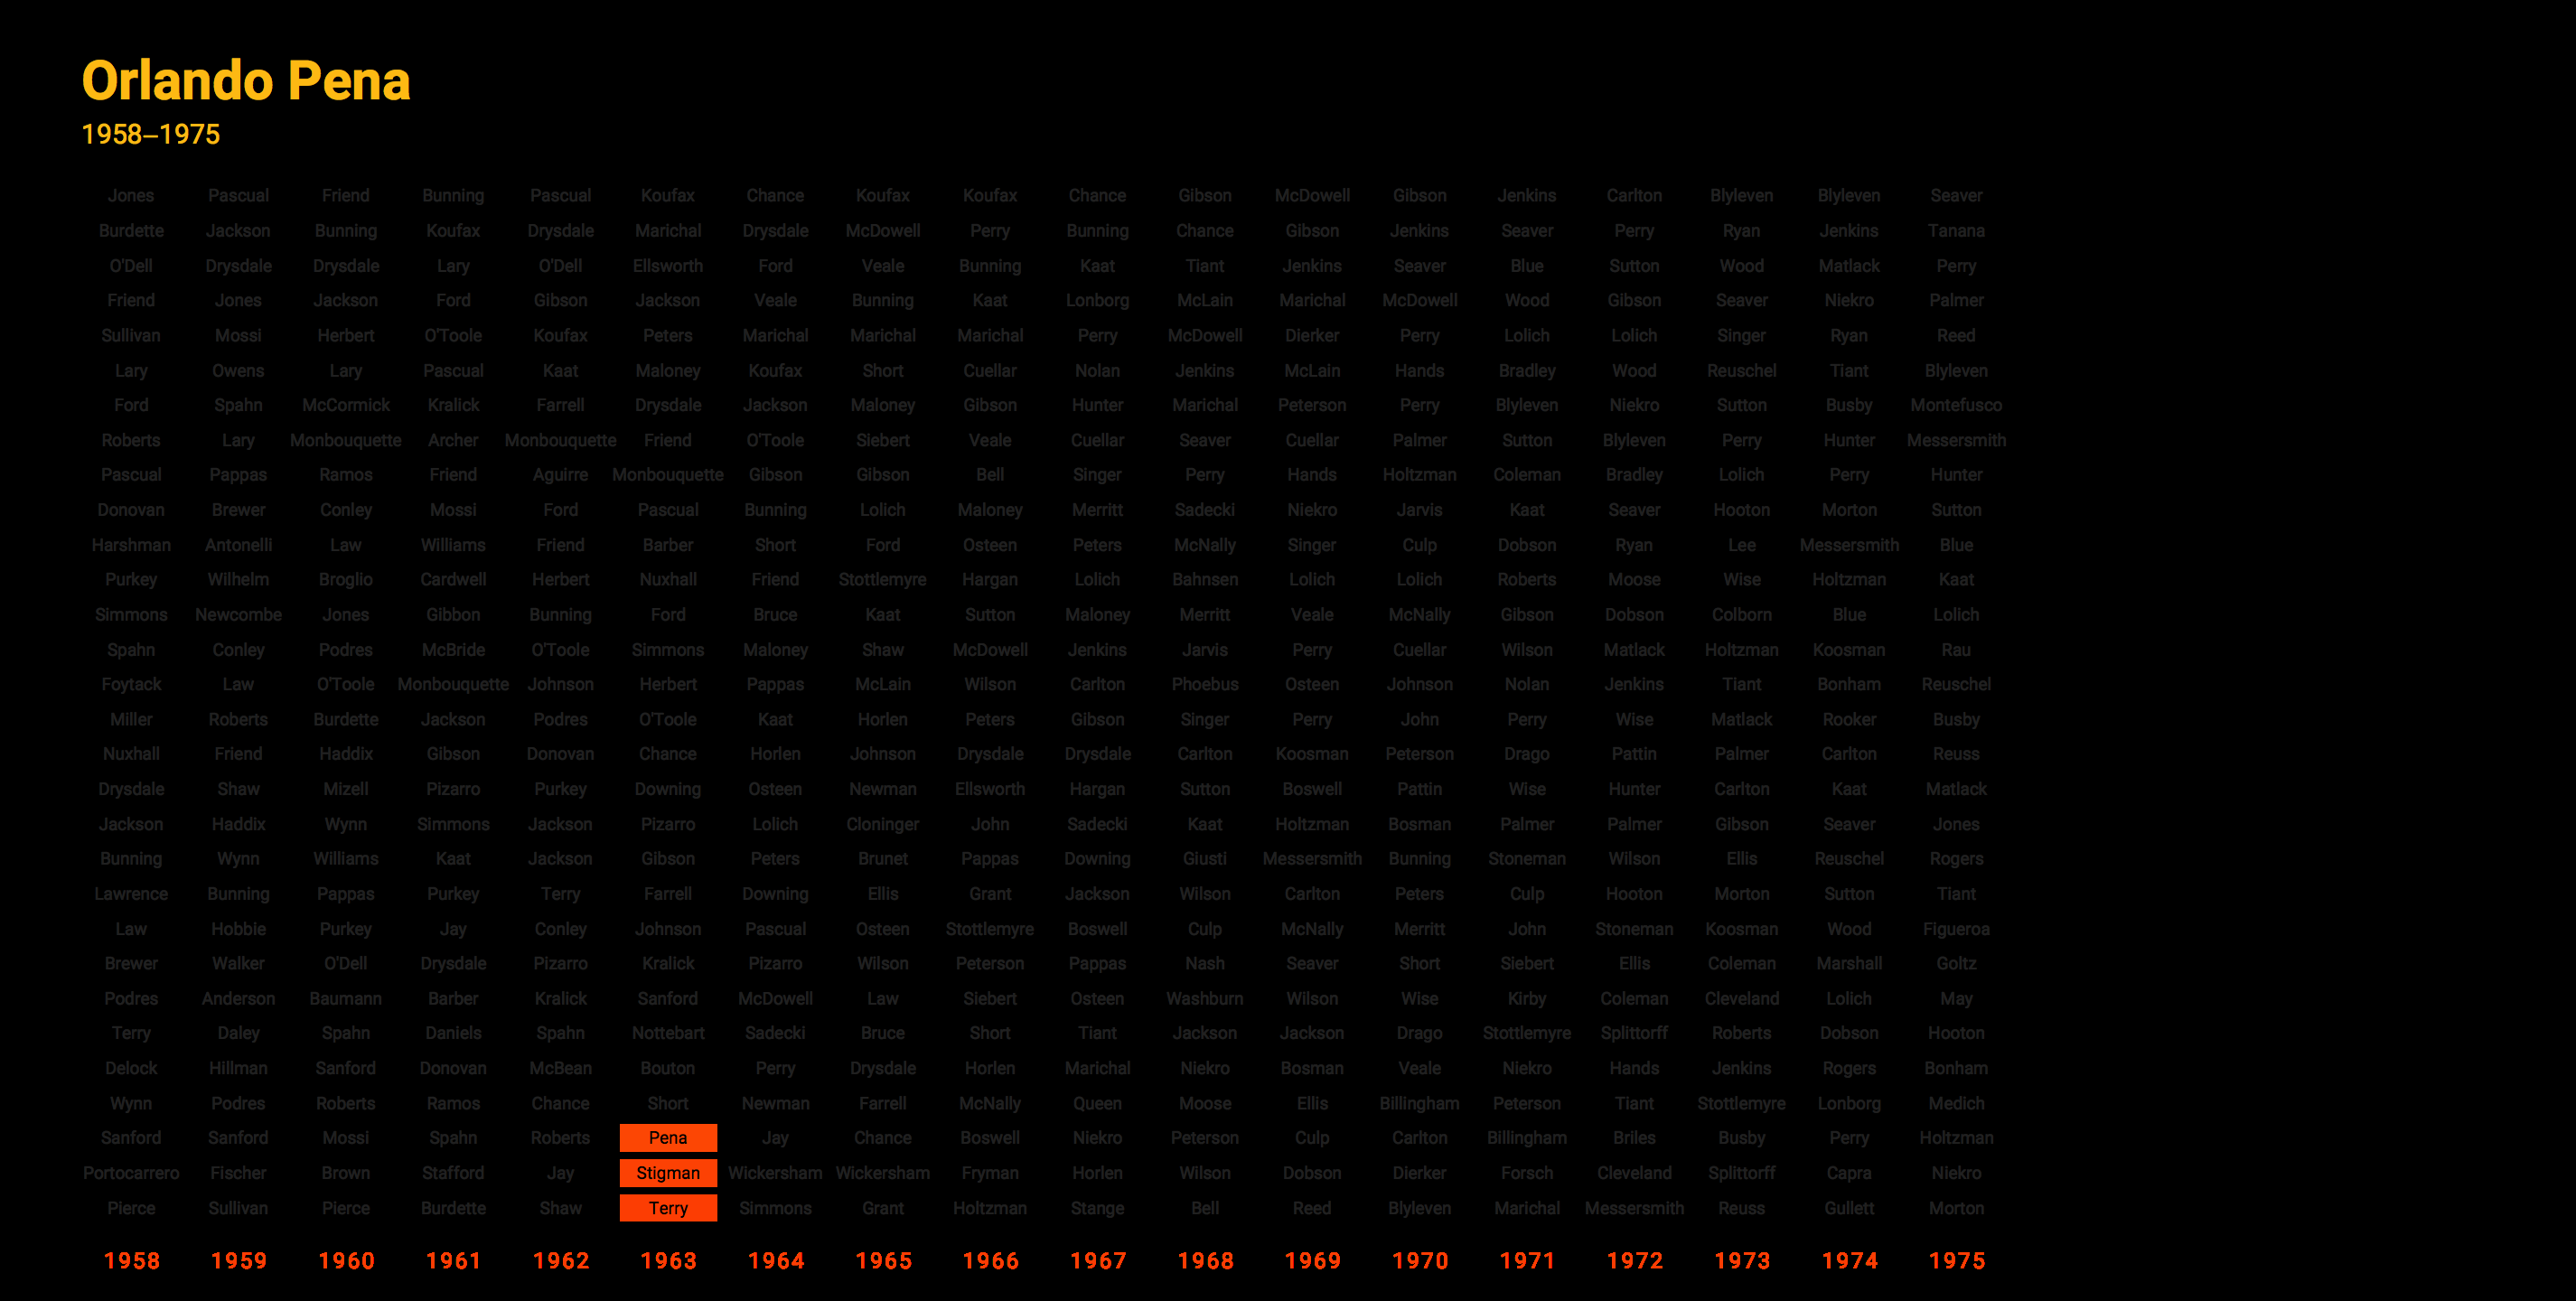 Orlando Pena
1958–1975
Jones Pascual Friend Bunning Pascual Koufax Chance Koufax Koufax Chance Gibson McDowell Gibson Jenkins Carlton Blyleven Blyleven Seaver
Burdette Jackson Bunning Koufax Drysdale Marichal Drysdale McDowell Perry Bunning Chance Gibson Jenkins Seaver Perry Ryan Jenkins Tanana
O'Dell Drysdale Drysdale Lary O'Dell Ellsworth Ford Veale Bunning Kaat Tiant Jenkins Seaver Blue Sutton Wood Matlack Perry
Friend Jones Jackson Ford Gibson Jackson Veale Bunning Kaat Lonborg McLain Marichal McDowell Wood Gibson Seaver Niekro Palmer
Sullivan Mossi Herbert O'Toole Koufax Peters Marichal Marichal Marichal Perry McDowell Dierker Perry Lolich Lolich Singer Ryan Reed
Lary Owens Lary Pascual Kaat Maloney Koufax Short Cuellar Nolan Jenkins McLain Hands Bradley Wood Reuschel Tiant Blyleven
Ford Spahn McCormick Kralick Farrell Drysdale Jackson Maloney Gibson Hunter Marichal Peterson Perry Blyleven Niekro Sutton Busby Montefusco
Roberts Lary Monbouquette Archer Monbouquette Friend O'Toole Siebert Veale Cuellar Seaver Cuellar Palmer Sutton Blyleven Perry Hunter Messersmith
Pascual Pappas Ramos Friend Aguirre Monbouquette Gibson Gibson Bell Singer Perry Hands Holtzman Coleman Bradley Lolich Perry Hunter
Donovan Brewer Conley Mossi Ford Pascual Bunning Lolich Maloney Merritt Sadecki Niekro Jarvis Kaat Seaver Hooton Morton Sutton
Harshman Antonelli Law Williams Friend Barber Short Ford Osteen Peters McNally Singer Culp Dobson Ryan Lee Messersmith Blue
Purkey Wilhelm Broglio Cardwell Herbert Nuxhall Friend Stottlemyre Hargan Lolich Bahnsen Lolich Lolich Roberts Moose Wise Holtzman Kaat
Simmons Newcombe Jones Gibbon Bunning Ford Bruce Kaat Sutton Maloney Merritt Veale McNally Gibson Dobson Colborn Blue Lolich
Spahn Conley Podres McBride O'Toole Simmons Maloney Shaw McDowell Jenkins Jarvis Perry Cuellar Wilson Matlack Holtzman Koosman Rau
Foytack Law O'Toole Monbouquette Johnson Herbert Pappas McLain Wilson Carlton Phoebus Osteen Johnson Nolan Jenkins Tiant Bonham Reuschel
Miller Roberts Burdette Jackson Podres O'Toole Kaat Horlen Peters Gibson Singer Perry John Perry Wise Matlack Rooker Busby
Nuxhall Friend Haddix Gibson Donovan Chance Horlen Johnson Drysdale Drysdale Carlton Koosman Peterson Drago Pattin Palmer Carlton Reuss
Drysdale Shaw Mizell Pizarro Purkey Downing Osteen Newman Ellsworth Hargan Sutton Boswell Pattin Wise Hunter Carlton Kaat Matlack
Jackson Haddix Wynn Simmons Jackson Pizarro Lolich Cloninger John Sadecki Kaat Holtzman Bosman Palmer Palmer Gibson Seaver Jones
Bunning Wynn Williams Kaat Jackson Gibson Peters Brunet Pappas Downing Giusti Messersmith Bunning Stoneman Wilson Ellis Reuschel Rogers
Lawrence Bunning Pappas Purkey Terry Farrell Downing Ellis Grant Jackson Wilson Carlton Peters Culp Hooton Morton Sutton Tiant
Law Hobbie Purkey Jay Conley Johnson Pascual Osteen Stottlemyre Boswell Culp McNally Merritt John Stoneman Koosman Wood Figueroa
Brewer Walker O'Dell Drysdale Pizarro Kralick Pizarro Wilson Peterson Pappas Nash Seaver Short Siebert Ellis Coleman Marshall Goltz
Podres Anderson Baumann Barber Kralick Sanford McDowell Law Siebert Osteen Washburn Wilson Wise Kirby Coleman Cleveland Lolich May
Terry Daley Spahn Daniels Spahn Nottebart Sadecki Bruce Short Tiant Jackson Jackson Drago Stottlemyre Splittorff Roberts Dobson Hooton
Delock Hillman Sanford Donovan McBean Bouton Perry Drysdale Horlen Marichal Niekro Bosman Veale Niekro Hands Jenkins Rogers Bonham
Wynn Podres Roberts Ramos Chance Short Newman Farrell McNally Queen Moose Ellis Billingham Peterson Tiant Stottlemyre Lonborg Medich
Sanford Sanford Mossi Spahn Roberts Pena Jay Chance Boswell Niekro Peterson Culp Carlton Billingham Briles Busby Perry Holtzman
Portocarrero Fischer Brown Stafford Jay Stigman Wickersham Wickersham Fryman Horlen Wilson Dobson Dierker Forsch Cleveland Splittorff Capra Niekro
Pierce Sullivan Pierce Burdette Shaw Terry Simmons Grant Holtzman Stange Bell Reed Blyleven Marichal Messersmith Reuss Gullett Morton
1958 1959 1960 1961 1962 1963 1964 1965 1966 1967 1968 1969 1970 1971 1972 1973 1974 1975